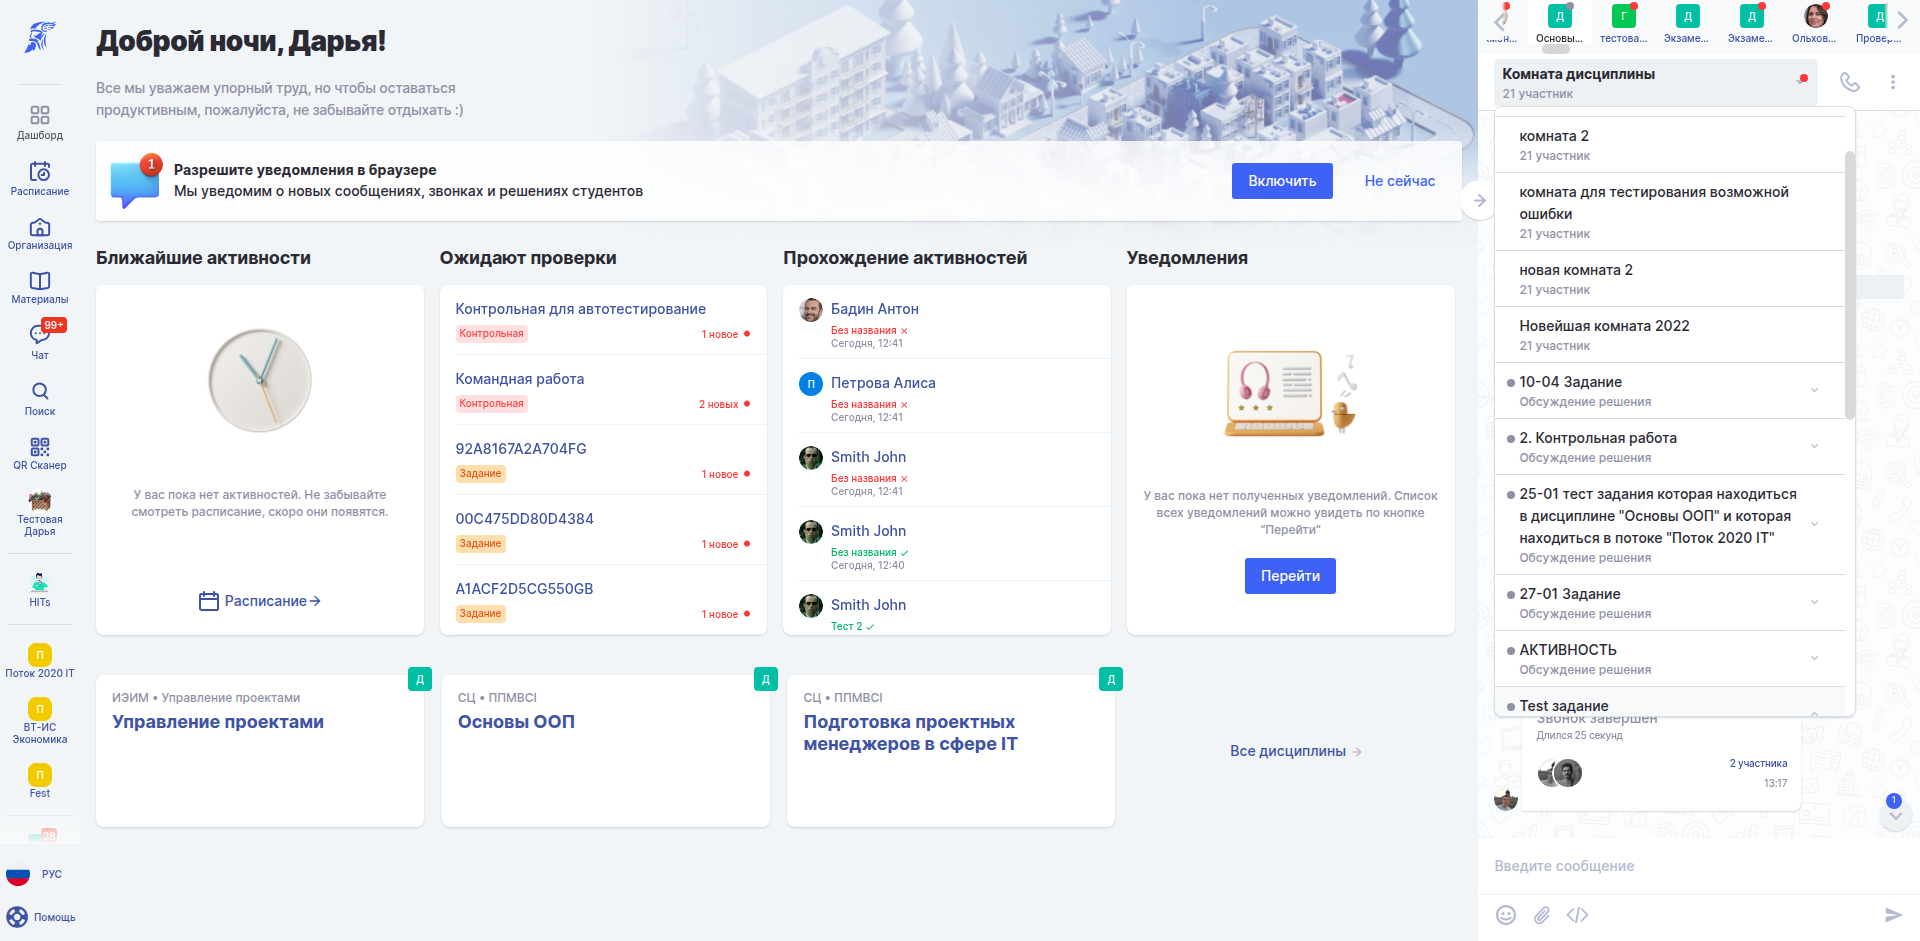 Дашборд
Расписание
Организация
Материалы
99+
Чат
Поиск
QR Сканер
Тестовая
Дарья
HITs
П
Поток 2020 IT
П
ВТ-ИС
Экономика
П
Fest
28
РУС
Помощь
Доброй ночи, Дарья!
Все мы уважаем упорный труд, но чтобы оставаться
продуктивным, пожалуйста, не забывайте отдыхать :)
1
Разрешите уведомления в браузере
Мы уведомим о новых сообщениях, звонках и решениях студентов
Включить
Не сейчас
Ближайшие активности
У вас пока нет активностей. Не забывайте
смотреть расписание, скоро они появятся.
Расписание
Ожидают проверки
Контрольная для автотестирование
Контрольная
1 новое
Командная работа
Контрольная
2 новых
92A8167A2A704FG
Задание
1 новое
00C475DD80D4384
Задание
1 новое
A1ACF2D5CG550GB
Задание
1 новое
Прохождение активностей
Бадин Антон
Без названия
Сегодня, 12:41
П
Петрова Алиса
Без названия
Сегодня, 12:41
Smith John
Без названия
Сегодня, 12:41
Smith John
Без названия
Сегодня, 12:40
Smith John
Тест 2
Уведомления
У вас пока нет полученных уведомлений. Список
всех уведомлений можно увидеть по кнопке
“Перейти”
Перейти
Д
ИЭИМ • Управление проектами
Управление проектами
Д
СЦ • ППМВСІ
Основы ООП
Д
СЦ • ППМВСІ
Подготовка проектных
менеджеров в сфере IT
Все дисциплины
Д
Основы...
Г
тестова...
Д
Экзаме...
Д
Экзаме...
Ольхов...
Д
Провер...
Комната дисциплины
21 участник
комната 2
21 участник
комната для тестирования возможной
ошибки
21 участник
новая комната 2
21 участник
Новейшая комната 2022
21 участник
10-04 Задание
Обсуждение решения
2. Контрольная работа
Обсуждение решения
25-01 тест задания которая находиться
в дисциплине "Основы ООП" и которая
находиться в потоке "Поток 2020 IT"
Обсуждение решения
27-01 Задание
Обсуждение решения
АКТИВНОСТЬ
Обсуждение решения
Test задание
Звонок завершен
Длился 25 секунд
2 участника
13:17
1
Введите сообщение